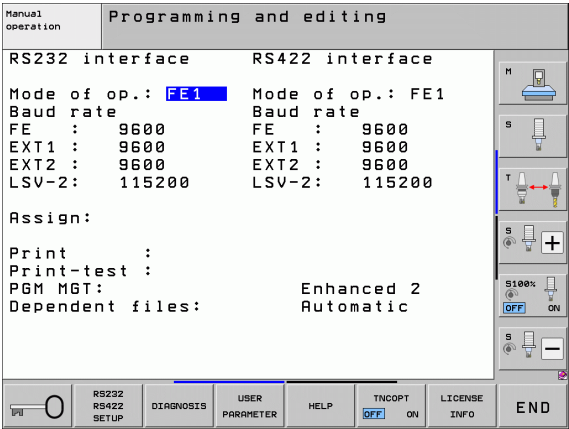 Manual operation
Programming and editing
RS232 interface RS422 interface
Mode of op.: FE1 Mode of op.: FE1
Baud rate Baud rate
FE : 9600 FE : 9600
EXT1 : 9600 EXT1 : 9600
EXT2 : 9600 EXT2 : 9600
LSV-2: 115200 LSV-2: 115200
Assign:
Print :
Print-test :
PGM MGT: Enhanced 2
Dependent files: Automatic
M
S
T
S
+
S100%
OFF ON
S
−
RS232
RS422
SETUP
DIAGNOSIS
USER
PARAMETER
HELP
TNCOPT
OFF ON
LICENSE
INFO
END